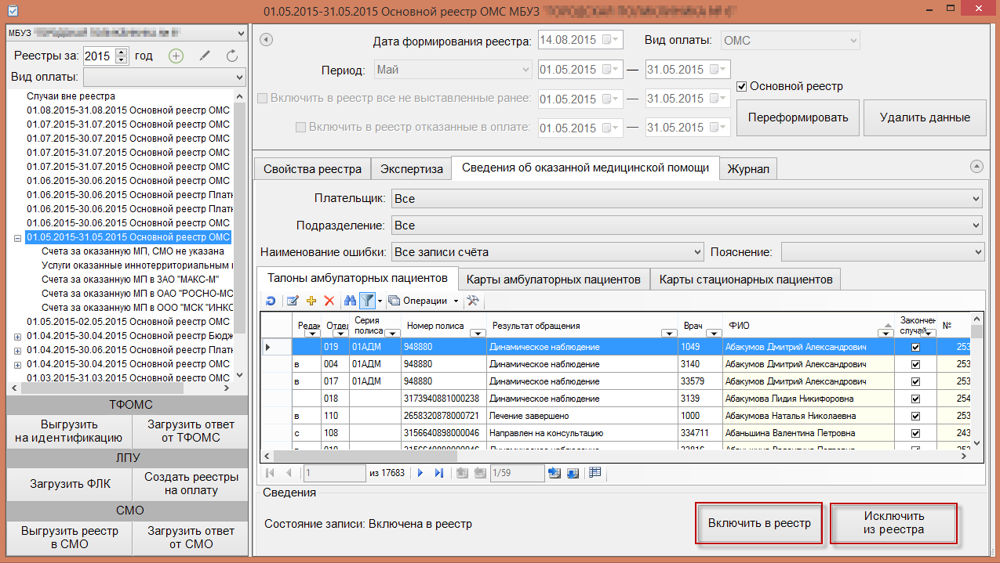 01.05.2015-31.05.2015 Основной реестр ОМС МБУЗ
МБУЗ
Реестры за: 2015 год
Вид оплаты:
Случаи вне реестра
01.08.2015-31.08.2015 Основной реестр ОМС
01.07.2015-31.07.2015 Основной реестр ОМС
01.07.2015-30.07.2015 Основной реестр ОМС
01.07.2015-31.07.2015 Основной реестр ОМС
01.07.2015-31.07.2015 Основной реестр ОМС
01.06.2015-30.06.2015 Основной реестр ОМС
01.06.2015-30.06.2015 Основной реестр Платн
01.06.2015-30.06.2015 Основной реестр Платн
01.06.2015-30.06.2015 Основной реестр ОМС
01.05.2015-31.05.2015 Основной реестр ОМС
Счета за оказанную МП, СМО не указана
Услуги оказанные иннотерриториальным
Счета за оказанную МП в ЗАО "МАКС-М"
Счета за оказанную МП в ОАО "РОСНО-МС
Счета за оказанную МП в ООО "МСК "ИНКО
01.05.2015-02.05.2015 Основной реестр ОМС
01.04.2015-30.04.2015 Основной реестр Бюдж
01.04.2015-30.06.2015 Основной реестр Платн
01.04.2015-30.04.2015 Основной реестр ОМС
01.03.2015-31.03.2015 Основной реестр ОМС
ТФОМС
Выгрузить на идентификацию
Загрузить ответ от ТФОМС
ЛПУ
Загрузить ФЛК
Создать реестры на оплату
СМО
Выгрузить реестр в СМО
Загрузить ответ от СМО
Дата формирования реестра: 14.08.2015 Вид оплаты: ОМС
Период: Май 01.05.2015 — 31.05.2015
Основной реестр
Включить в реестр все не выставленные ранее: 01.05.2015 — 31.05.2015
Включить в реестр отказанные в оплате: 01.05.2015 — 31.05.2015
Переформировать Удалить данные
Свойства реестра Экспертиза Сведения об оказанной медицинской помощи Журнал
Плательщик: Все
Подразделение: Все
Наименование ошибки: Все записи счёта Пояснение:
Талоны амбулаторных пациентов Карты амбулаторных пациентов Карты стационарных пациентов
Операции
Редак Отдел Серия полиса Номер полиса Результат обращения Врач ФИО Закончен случай №
019 01АДМ 948880 Динамическое наблюдение 1049 Абакумов Дмитрий Александрович 253
в 004 01АДМ 948880 Динамическое наблюдение 3140 Абакумов Дмитрий Александрович 253
в 017 01АДМ 948880 Динамическое наблюдение 33579 Абакумов Дмитрий Александрович 253
018 3173940881000238 Динамическое наблюдение 3139 Абакумова Лидия Никифоровна 254
в 110 2658320878000721 Лечение завершено 1000 Абакумова Наталья Николаевна 253
с 108 3156640898000046 Направлен на консультацию 334711 Абаньшина Валентина Петровна 243
1 из 17683 1/59
Сведения
Состояние записи: Включена в реестр
Включить в реестр
Исключить из реестра